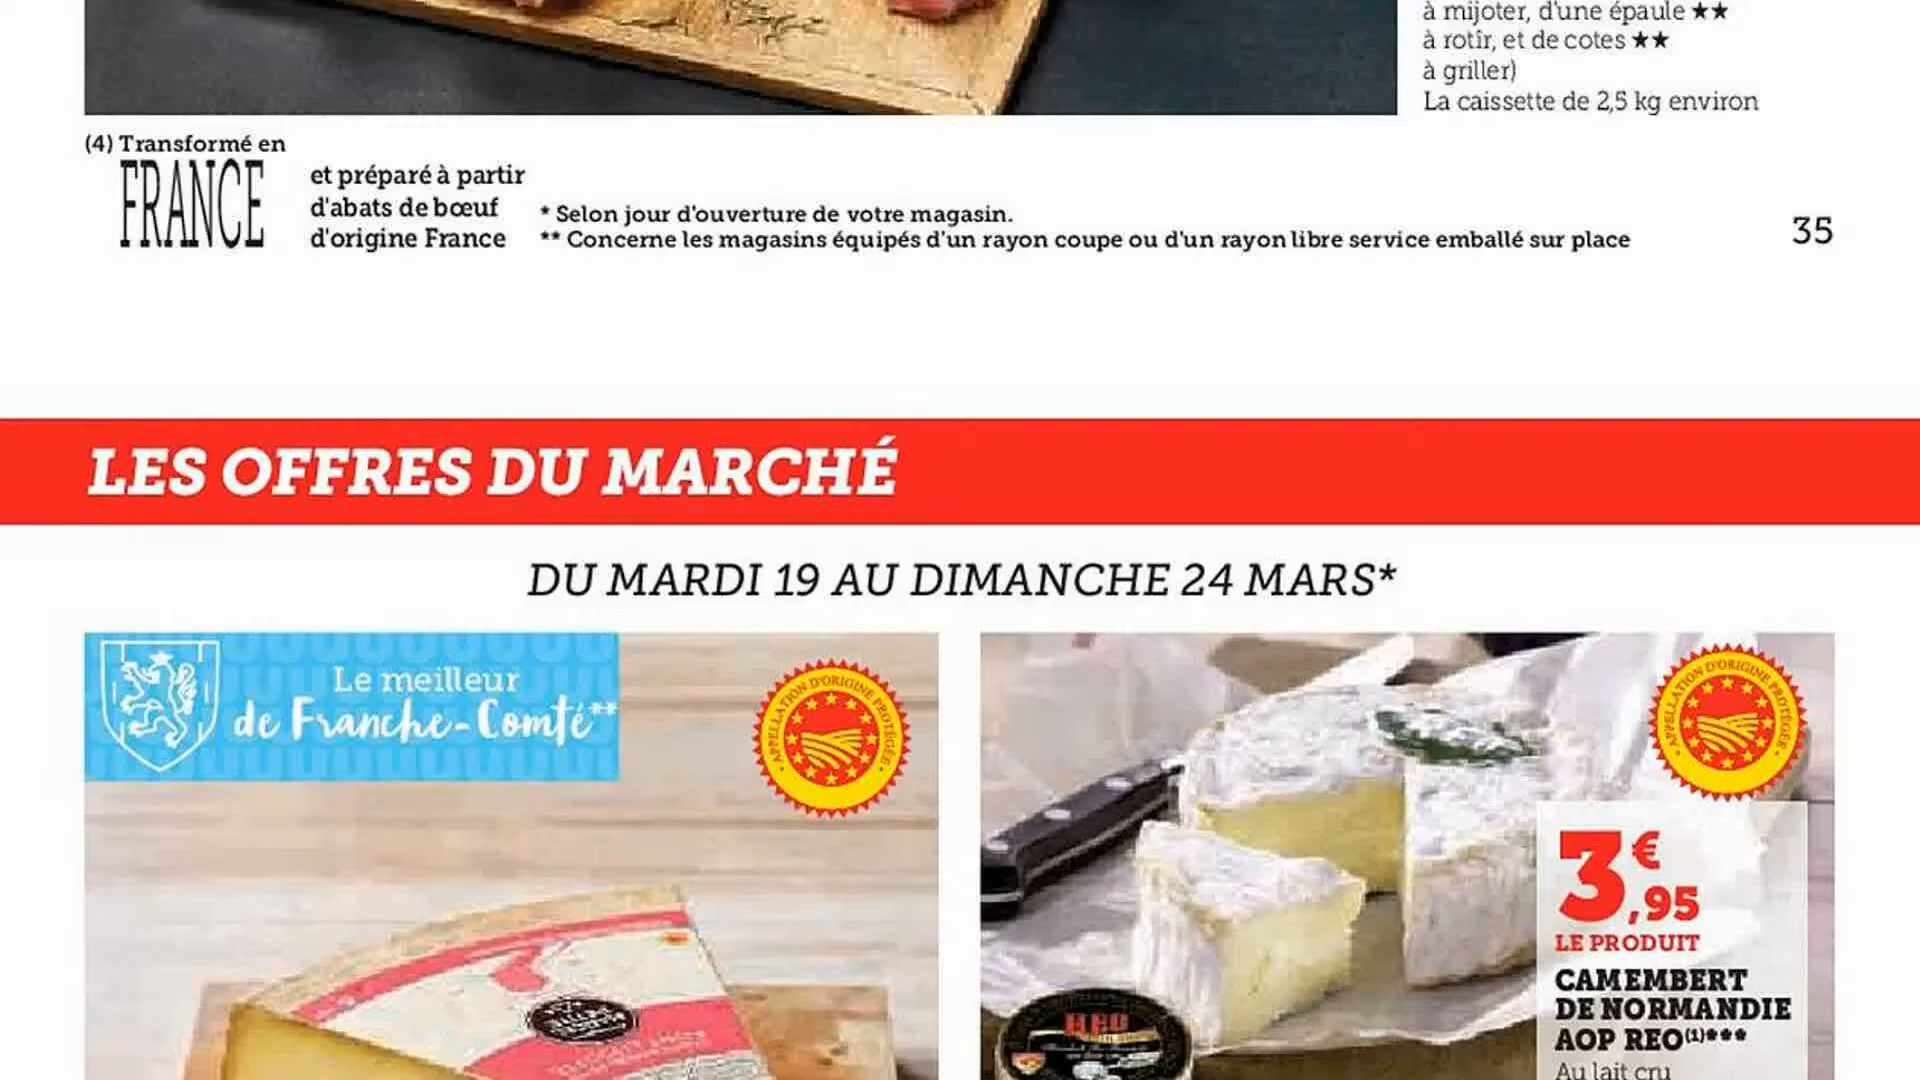 à mijoter, d'une épaule ★★
à rotir, et de cotes ★★
à griller)
La caissette de 2,5 kg environ
(4) Transformé en
FRANCE
et préparé à partir
d'abats de bœuf
d'origine France
* Selon jour d'ouverture de votre magasin.
** Concerne les magasins équipés d'un rayon coupe ou d'un rayon libre service emballé sur place
35
LES OFFRES DU MARCHÉ
DU MARDI 19 AU DIMANCHE 24 MARS*
Le meilleur
de Franche-Comté**
APPELLATION D'ORIGINE PROTÉGÉE
APPELLATION D'ORIGINE PROTÉGÉE
3€,95
LE PRODUIT
CAMEMBERT
DE NORMANDIE
AOP REO(1)***
Au lait cru
REO